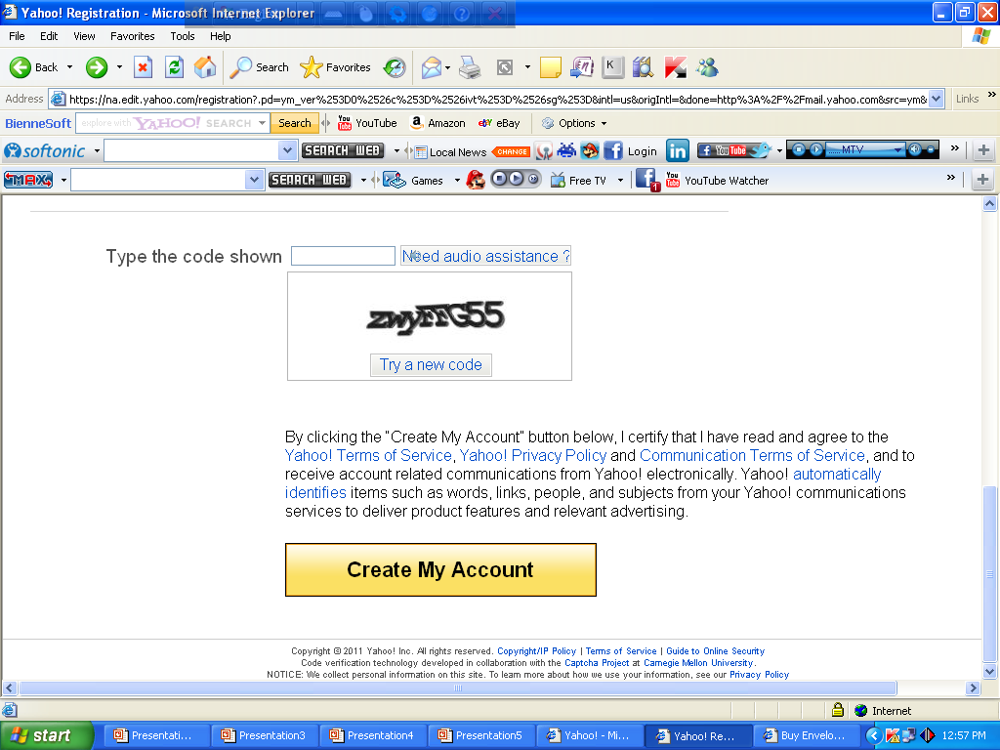 Yahoo! Registration - Microsoft Internet Explorer
File Edit View Favorites Tools Help
Back Search Favorites K
Address https://na.edit.yahoo.com/registration?.pd=ym_ver%253D0%2526c%253D%2526ivt%253D%2526sg%253D&intl=us&origIntl=&done=http%3A%2F%2Fmail.yahoo.com&src=ym& Links »
BienneSoft explore with YAHOO! SEARCH Search You Tube YouTube a Amazon eBay eBay Options
softonic SEARCH WEB Local News CHANGE f Login in f You Tube MTV »
MAX SEARCH WEB Games Free TV f 1 You Tube YouTube Watcher »
Type the code shown Need audio assistance ?
zwyFFG55
Try a new code
By clicking the "Create My Account" button below, I certify that I have read and agree to the
Yahoo! Terms of Service, Yahoo! Privacy Policy and Communication Terms of Service, and to
receive account related communications from Yahoo! electronically. Yahoo! automatically
identifies items such as words, links, people, and subjects from your Yahoo! communications
services to deliver product features and relevant advertising.
Create My Account
Copyright © 2011 Yahoo! Inc. All rights reserved. Copyright/IP Policy | Terms of Service | Guide to Online Security
Code verification technology developed in collaboration with the Captcha Project at Carnegie Mellon University.
NOTICE: We collect personal information on this site. To learn more about how we use your information, see our Privacy Policy
Internet
start Presentati... Presentation3 Presentation4 Presentation5 Yahoo! - Mi... Yahoo! Re... Buy Envelo... 12:57 PM